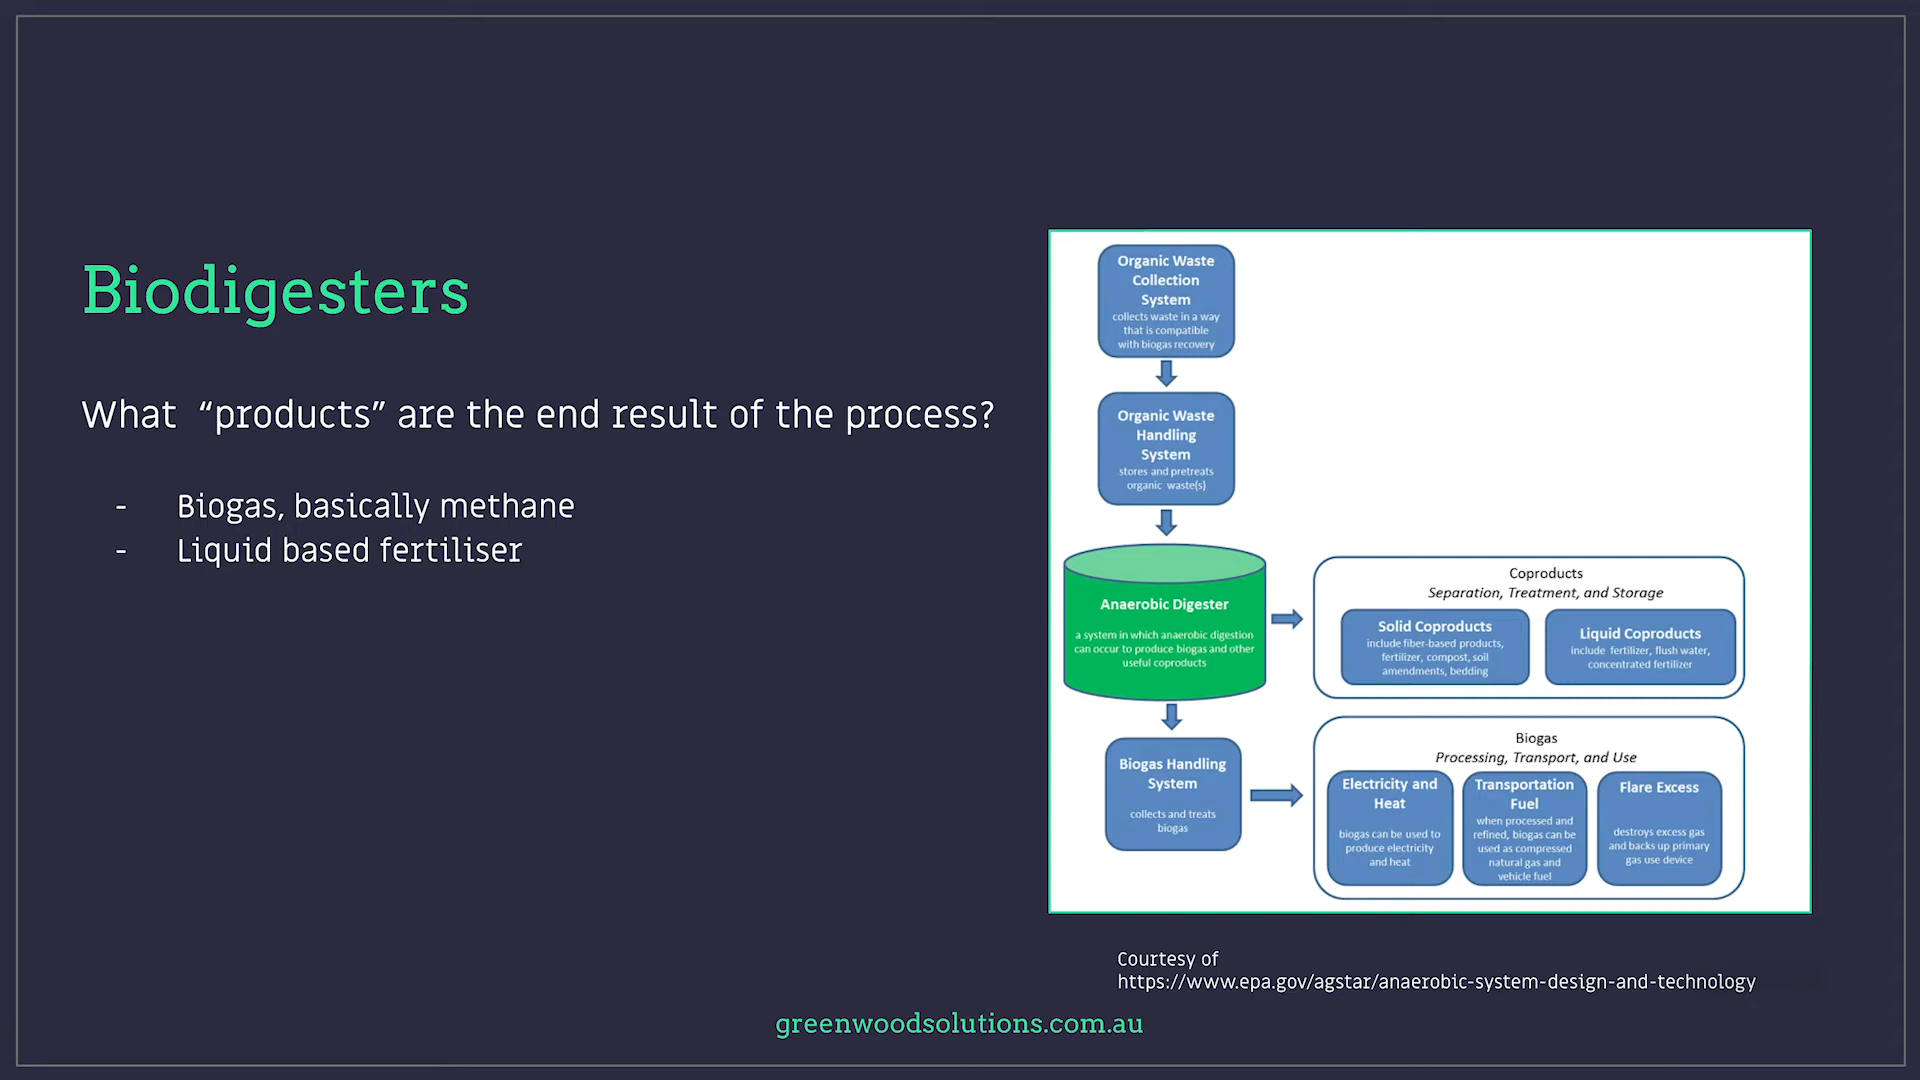 Biodigesters
What “products” are the end result of the process?
- Biogas, basically methane
- Liquid based fertiliser
Organic Waste
Collection
System
collects waste in a way
that is compatible
with biogas recovery
Organic Waste
Handling
System
stores and pretreats
organic waste(s)
Anaerobic Digester
a system in which anaerobic digestion
can occur to produce biogas and other
useful coproducts
Coproducts
Separation, Treatment, and Storage
Solid Coproducts
include fiber-based products,
fertilizer, compost, soil
amendments, bedding
Liquid Coproducts
include fertilizer, flush water,
concentrated fertilizer
Biogas Handling
System
collects and treats
biogas
Biogas
Processing, Transport, and Use
Electricity and
Heat
biogas can be used to
produce electricity
and heat
Transportation
Fuel
when processed and
refined, biogas can be
used as compressed
natural gas and
vehicle fuel
Flare Excess
destroys excess gas
and backs up primary
gas use device
Courtesy of
https://www.epa.gov/agstar/anaerobic-system-design-and-technology
greenwoodsolutions.com.au